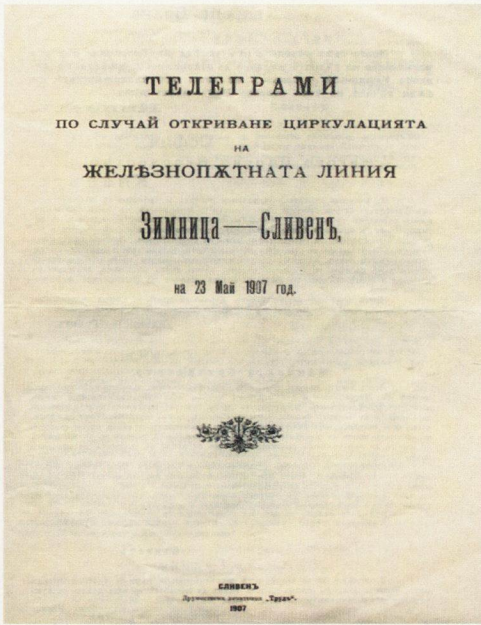 ТЕЛЕГРАМИ
ПО СЛУЧАЙ ОТКРИВАНЕ ЦИРКУЛАЦИЯТА
НА
ЖЕЛѢЗНОПѪТНАТА ЛИНИЯ
Зимница — Сливенъ,
на 23 Май 1907 год.
СЛИВЕНЪ
Дружествена печатница „Трудъ“.
1907